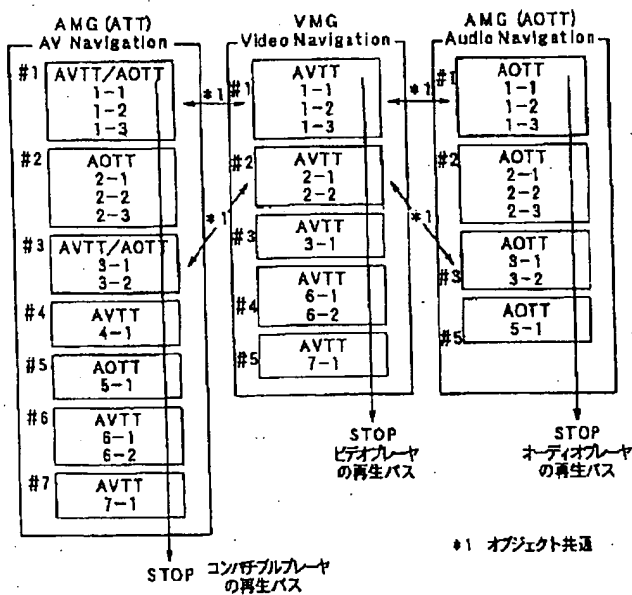 AMG (ATT)
AV Navigation
#1
AVTT/AOTT
1-1
1-2
1-3
#2
AOTT
2-1
2-2
2-3
#3
AVTT/AOTT
3-1
3-2
#4
AVTT
4-1
#5
AOTT
5-1
#6
AVTT
6-1
6-2
#7
AVTT
7-1
STOP コンパチブルプレーヤ
の再生パス
*1
*1
VMG
Video Navigation
#1
AVTT
1-1
1-2
1-3
#2
AVTT
2-1
2-2
#3
AVTT
3-1
#4
AVTT
6-1
6-2
#5
AVTT
7-1
STOP
ビデオプレーヤ
の再生パス
*1
*1
AMG (AOTT)
Audio Navigation
#1
AOTT
1-1
1-2
1-3
#2
AOTT
2-1
2-2
2-3
#3
AOTT
3-1
3-2
#5
AOTT
5-1
STOP
オーディオプレーヤ
の再生パス
*1 オブジェクト共通